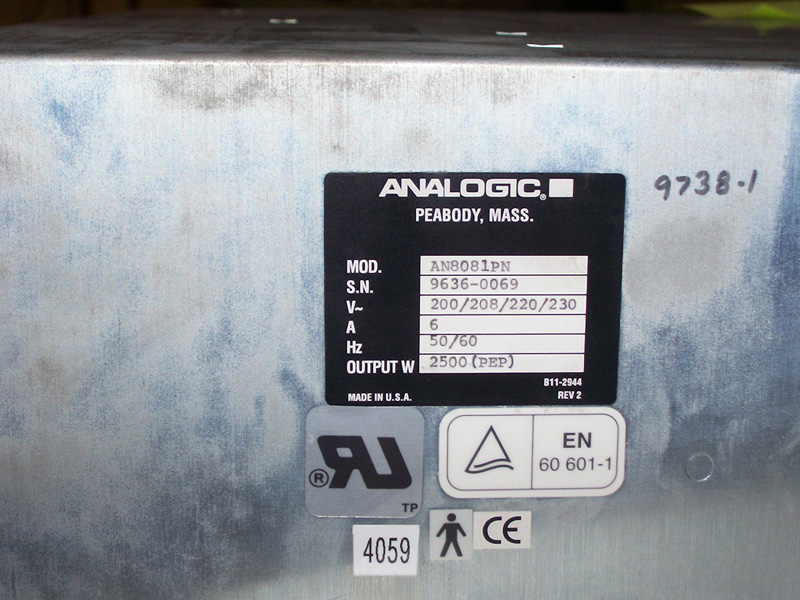 ANALOGIC®
PEABODY, MASS.
9738-1
MOD. AN8081PN
S.N. 9636-0069
V~ 200/208/220/230
A 6
Hz 50/60
OUTPUT W 2500(PEP)
B11-2944
MADE IN U.S.A. REV 2
RU®
TP
EN
60 601-1
4059
CE